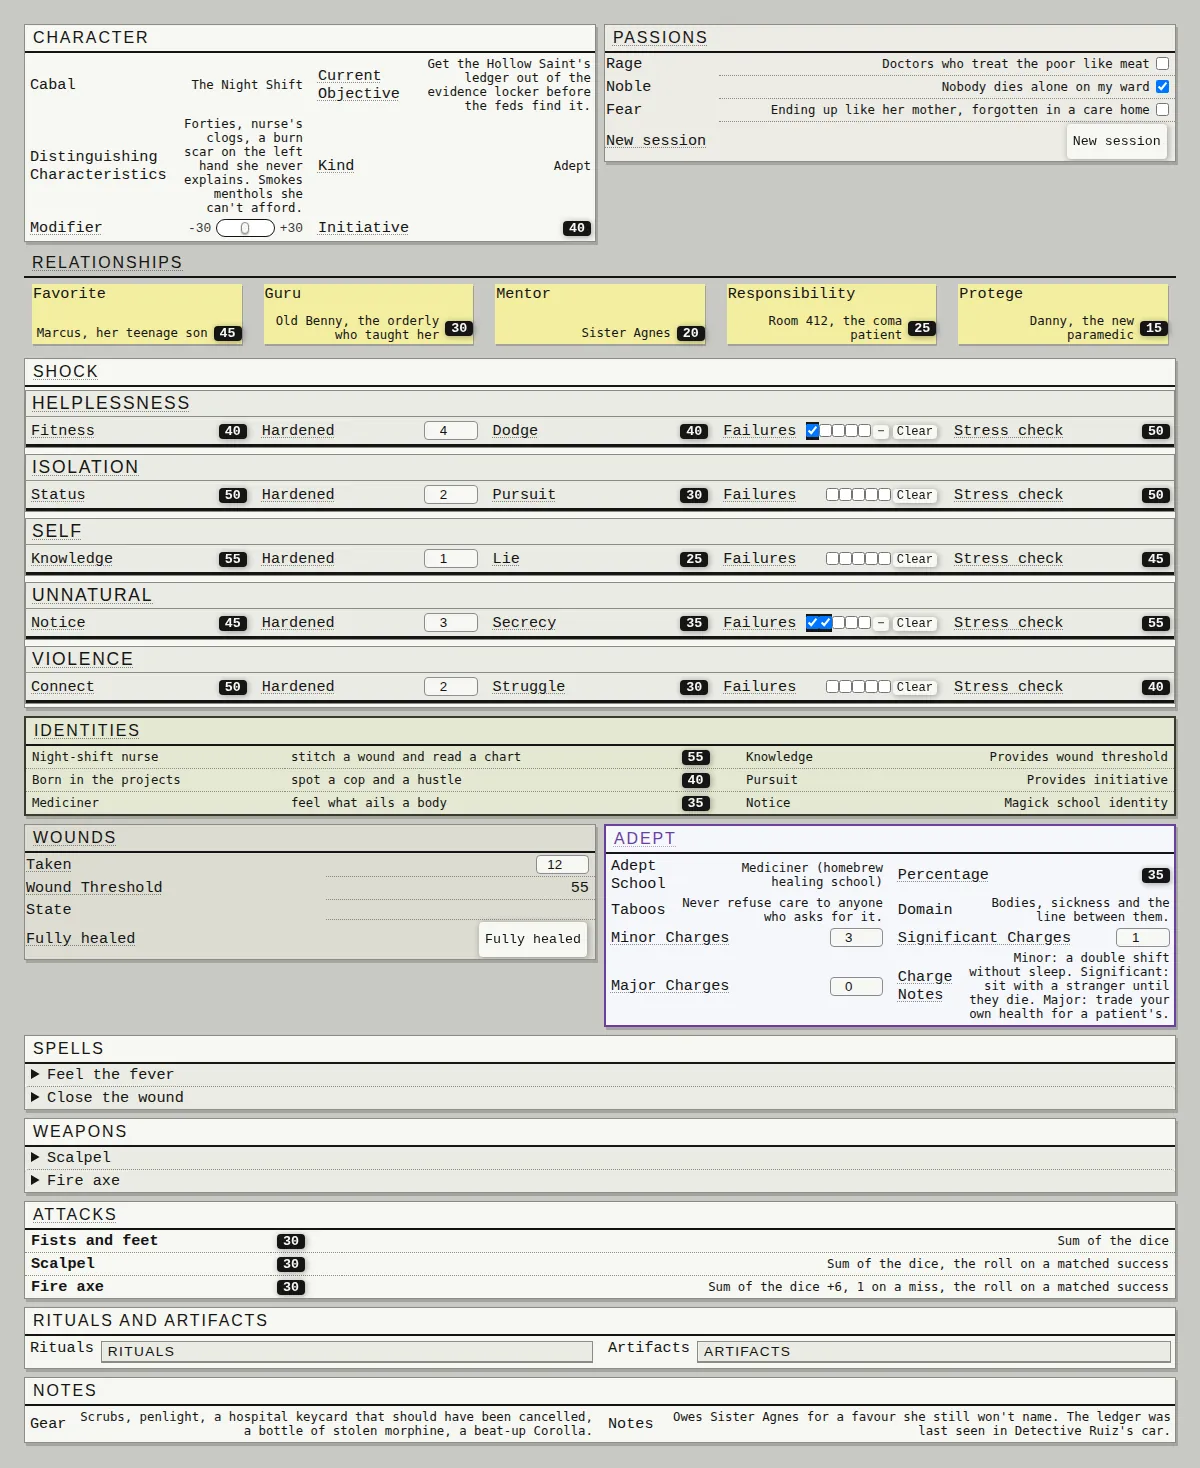 CHARACTER
Cabal
The Night Shift
Current
Objective
Get the Hollow Saint's
ledger out of the
evidence locker before
the feds find it.
Distinguishing
Characteristics
Forties, nurse's
clogs, a burn
scar on the left
hand she never
explains. Smokes
menthols she
can't afford.
Kind
Adept
Modifier
-30 0 +30
Initiative
40
PASSIONS
Rage
Doctors who treat the poor like meat
Noble
Nobody dies alone on my ward
Fear
Ending up like her mother, forgotten in a care home
New session
New session
RELATIONSHIPS
Favorite
Marcus, her teenage son 45
Guru
Old Benny, the orderly
who taught her
30
Mentor
Sister Agnes 20
Responsibility
Room 412, the coma
patient
25
Protege
Danny, the new
paramedic
15
SHOCK
HELPLESSNESS
Fitness 40 Hardened 4 Dodge 40 Failures − Clear Stress check 50
ISOLATION
Status 50 Hardened 2 Pursuit 30 Failures Clear Stress check 50
SELF
Knowledge 55 Hardened 1 Lie 25 Failures Clear Stress check 45
UNNATURAL
Notice 45 Hardened 3 Secrecy 35 Failures − Clear Stress check 55
VIOLENCE
Connect 50 Hardened 2 Struggle 30 Failures Clear Stress check 40
IDENTITIES
Night-shift nurse stitch a wound and read a chart 55 Knowledge Provides wound threshold
Born in the projects spot a cop and a hustle 40 Pursuit Provides initiative
Mediciner feel what ails a body 35 Notice Magick school identity
WOUNDS
Taken 12
Wound Threshold 55
State
Fully healed
Fully healed
ADEPT
Adept
School
Mediciner (homebrew
healing school)
Percentage
35
Taboos
Never refuse care to anyone
who asks for it.
Domain
Bodies, sickness and the
line between them.
Minor Charges 3
Significant Charges 1
Major Charges 0
Charge
Notes
Minor: a double shift
without sleep. Significant:
sit with a stranger until
they die. Major: trade your
own health for a patient's.
SPELLS
Feel the fever
Close the wound
WEAPONS
Scalpel
Fire axe
ATTACKS
Fists and feet 30 Sum of the dice
Scalpel 30 Sum of the dice, the roll on a matched success
Fire axe 30 Sum of the dice +6, 1 on a miss, the roll on a matched success
RITUALS AND ARTIFACTS
Rituals RITUALS
Artifacts ARTIFACTS
NOTES
Gear
Scrubs, penlight, a hospital keycard that should have been cancelled,
a bottle of stolen morphine, a beat-up Corolla.
Notes
Owes Sister Agnes for a favour she still won't name. The ledger was
last seen in Detective Ruiz's car.